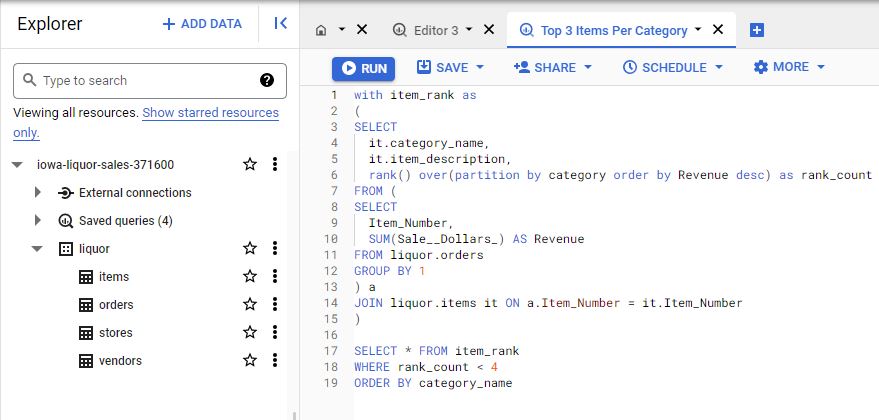 Explorer
+ ADD DATA
Editor 3
Top 3 Items Per Category
Type to search
Viewing all resources. Show starred resources
only.
iowa-liquor-sales-371600
External connections
Saved queries (4)
liquor
items
orders
stores
vendors
RUN
SAVE
SHARE
SCHEDULE
MORE
1 with item_rank as
2 (
3 SELECT
4 it.category_name,
5 it.item_description,
6 rank() over(partition by category order by Revenue desc) as rank_count
7 FROM (
8 SELECT
9 Item_Number,
10 SUM(Sale__Dollars_) AS Revenue
11 FROM liquor.orders
12 GROUP BY 1
13 ) a
14 JOIN liquor.items it ON a.Item_Number = it.Item_Number
15 )
16
17 SELECT * FROM item_rank
18 WHERE rank_count < 4
19 ORDER BY category_name